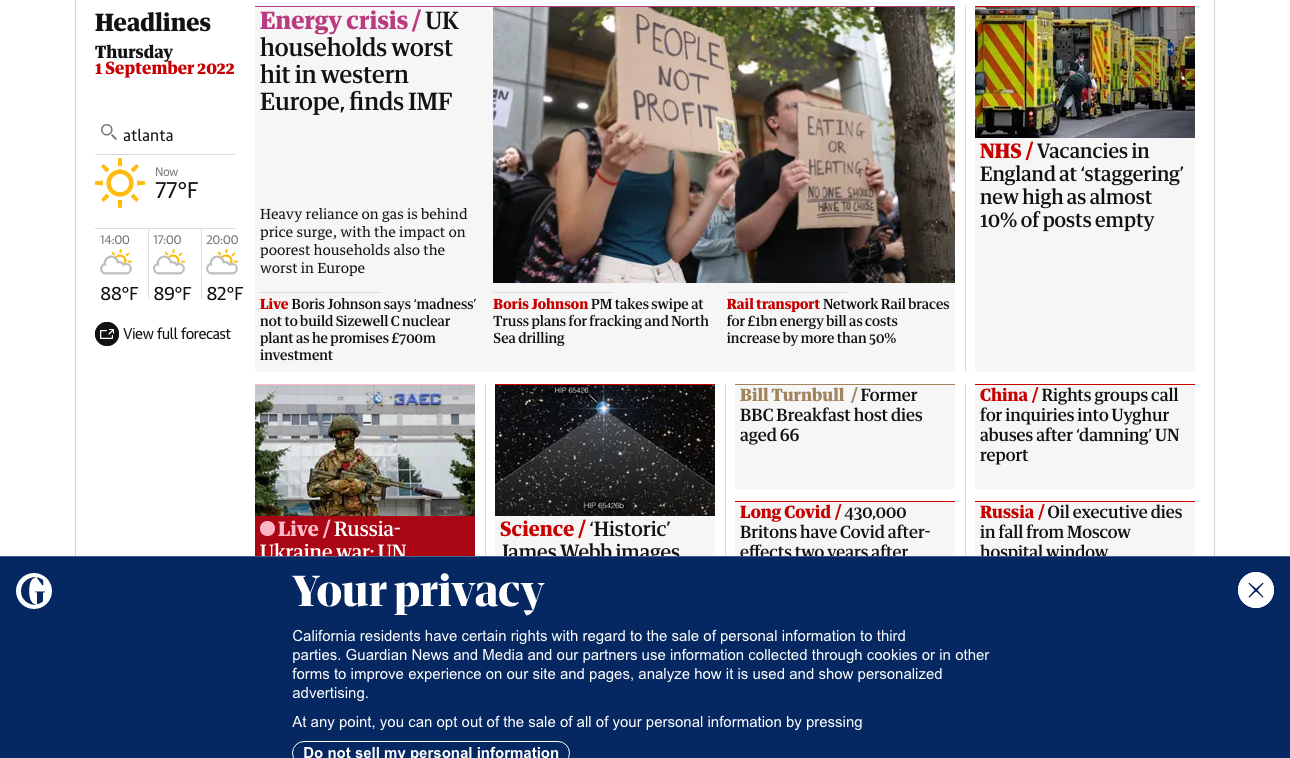 Headlines
Thursday
1 September 2022
atlanta
Now
77°F
14:00
88°F
17:00
89°F
20:00
82°F
View full forecast
Energy crisis / UK
households worst
hit in western
Europe, finds IMF
Heavy reliance on gas is behind
price surge, with the impact on
poorest households also the
worst in Europe
PEOPLE
NOT
PROFIT
EATING
OR
HEATING?
NO ONE SHOULD
HAVE TO CHOOSE
Live Boris Johnson says ‘madness’
not to build Sizewell C nuclear
plant as he promises £700m
investment
Boris Johnson PM takes swipe at
Truss plans for fracking and North
Sea drilling
Rail transport Network Rail braces
for £1bn energy bill as costs
increase by more than 50%
NHS / Vacancies in
England at ‘staggering’
new high as almost
10% of posts empty
ЗАЕС
Live / Russia-
Ukraine war: UN
HIP 65426
HIP 65426b
Science / ‘Historic’
James Webb images
Bill Turnbull / Former
BBC Breakfast host dies
aged 66
Long Covid / 430,000
Britons have Covid after-
effects two years after
China / Rights groups call
for inquiries into Uyghur
abuses after ‘damning’ UN
report
Russia / Oil executive dies
in fall from Moscow
hospital window
Your privacy
California residents have certain rights with regard to the sale of personal information to third
parties. Guardian News and Media and our partners use information collected through cookies or in other
forms to improve experience on our site and pages, analyze how it is used and show personalized
advertising.
At any point, you can opt out of the sale of all of your personal information by pressing
Do not sell my personal information